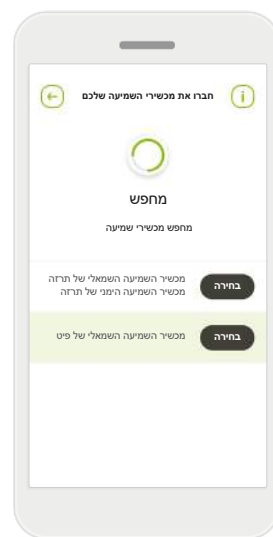 חברו את מכשירי השמיעה שלכם
מחפש
מחפש מכשירי שמיעה
מכשיר השמיעה השמאלי של תרזה
מכשיר השמיעה הימני של תרזה
בחירה
מכשיר השמיעה השמאלי של פיט
בחירה